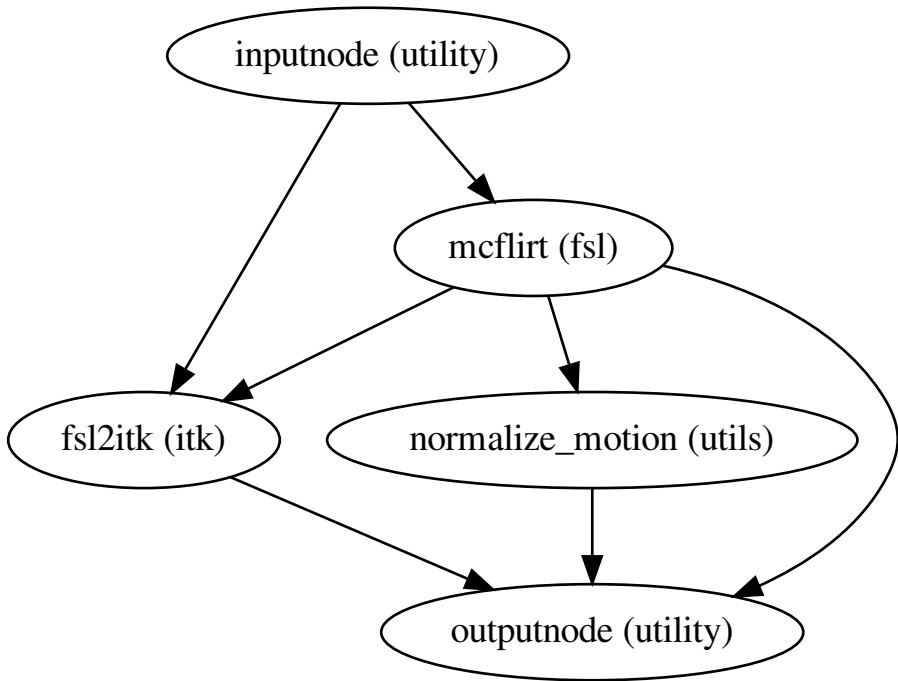 inputnode (utility)
mcflirt (fsl)
fsl2itk (itk)
normalize_motion (utils)
outputnode (utility)